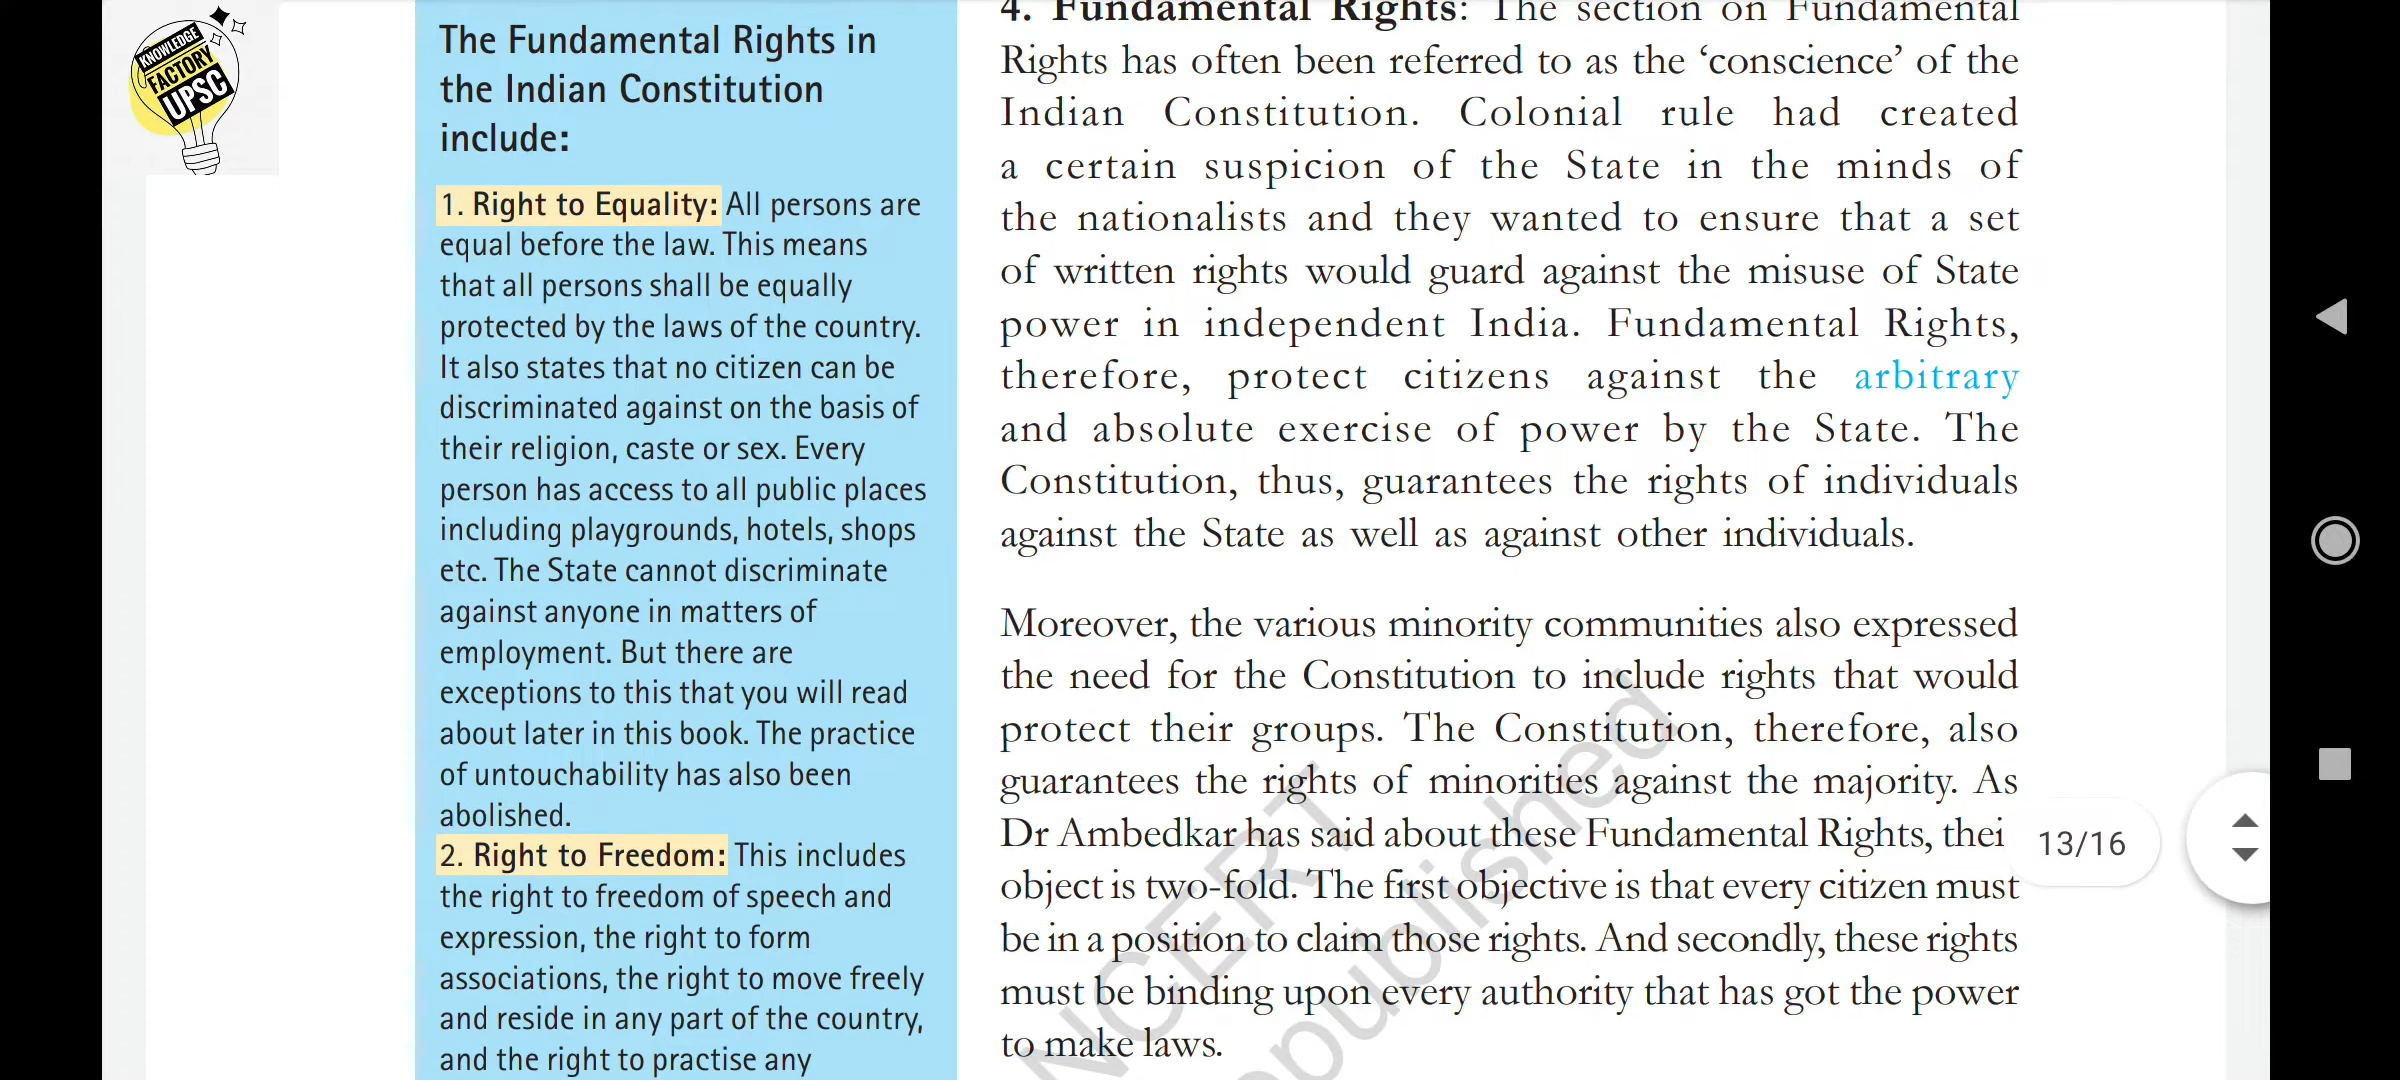 KNOWLEDGE
FACTORY
UPSC
The Fundamental Rights in
the Indian Constitution
include:
1. Right to Equality: All persons are
equal before the law. This means
that all persons shall be equally
protected by the laws of the country.
It also states that no citizen can be
discriminated against on the basis of
their religion, caste or sex. Every
person has access to all public places
including playgrounds, hotels, shops
etc. The State cannot discriminate
against anyone in matters of
employment. But there are
exceptions to this that you will read
about later in this book. The practice
of untouchability has also been
abolished.
2. Right to Freedom: This includes
the right to freedom of speech and
expression, the right to form
associations, the right to move freely
and reside in any part of the country,
and the right to practise any
4. Fundamental Rights: The section on Fundamental
Rights has often been referred to as the ‘conscience’ of the
Indian Constitution. Colonial rule had created
a certain suspicion of the State in the minds of
the nationalists and they wanted to ensure that a set
of written rights would guard against the misuse of State
power in independent India. Fundamental Rights,
therefore, protect citizens against the arbitrary
and absolute exercise of power by the State. The
Constitution, thus, guarantees the rights of individuals
against the State as well as against other individuals.
Moreover, the various minority communities also expressed
the need for the Constitution to include rights that would
protect their groups. The Constitution, therefore, also
guarantees the rights of minorities against the majority. As
Dr Ambedkar has said about these Fundamental Rights, thei
object is two-fold. The first objective is that every citizen must
be in a position to claim those rights. And secondly, these rights
must be binding upon every authority that has got the power
to make laws.
NCERT
republished
13/16